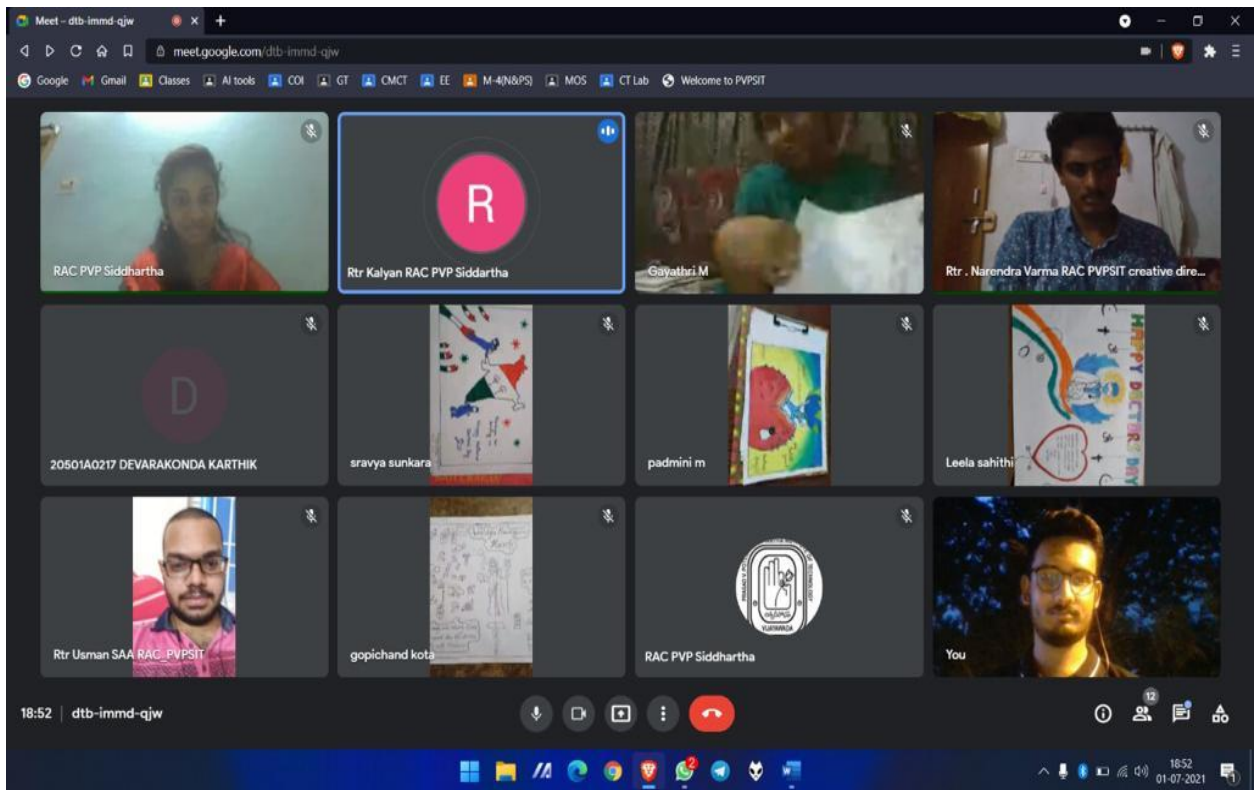 Meet – dtb-immd-qjw
meet.google.com/dtb-immd-qjw
Google Gmail Classes AI tools COI GT CMCT EE M-4(N&PS) MOS CT Lab Welcome to PVPSIT
RAC PVP Siddhartha
R
Rtr Kalyan RAC PVP Siddartha
Gayathri M
Rtr . Narendra Varma RAC PVPSIT creative dire...
D
20501A0217 DEVARAKONDA KARTHIK
sravya sunkara
padmini m
HAPPY DOCTORS DAY
Leela sahithi
Rtr Usman SAA RAC_PVPSIT
gopichand kota
VIJAYAWADA
RAC PVP Siddhartha
You
18:52 | dtb-immd-qjw
12
2
18:52
01-07-2021
1